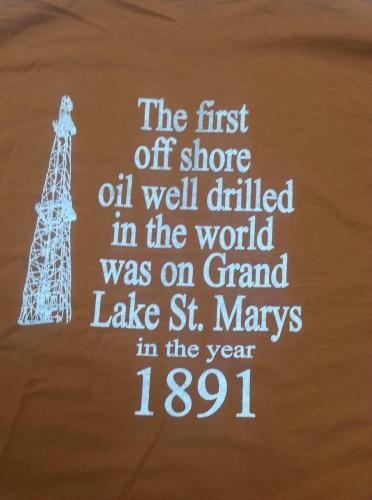 The first
off shore
oil well drilled
in the world
was on Grand
Lake St. Marys
in the year
1891